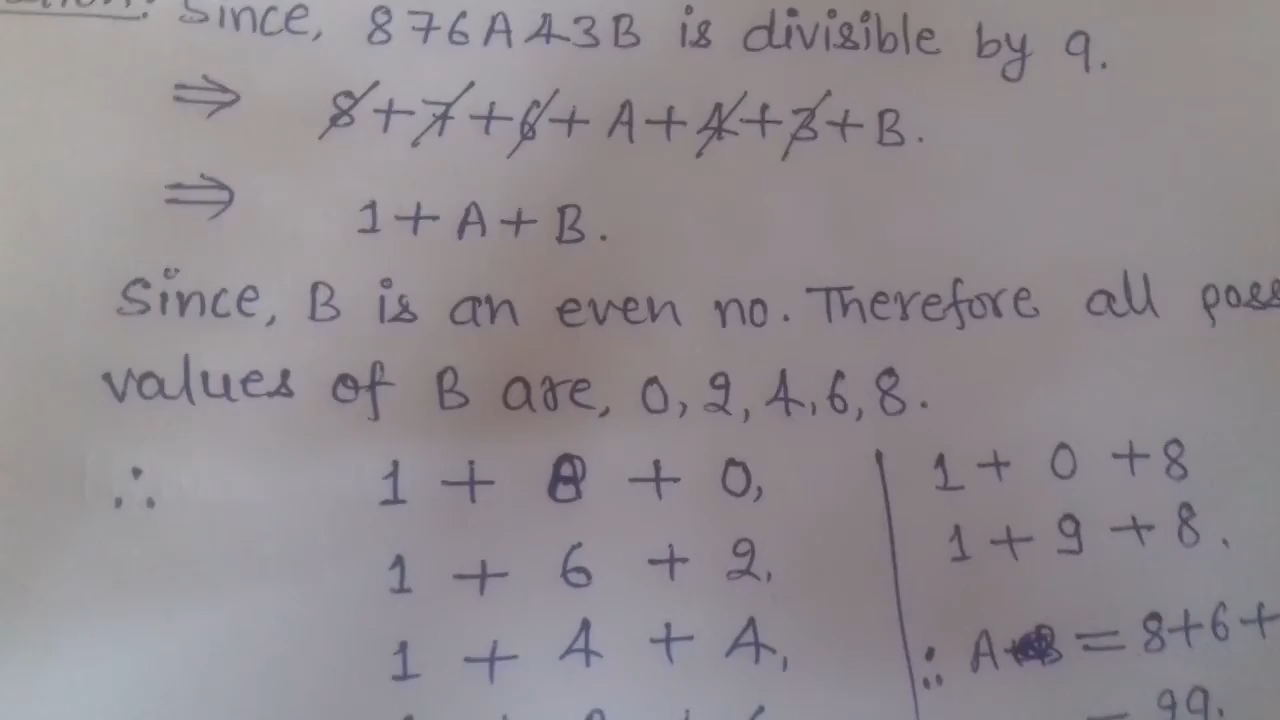 Since, 876A43B is divisible by 9.
⇒ 8+7+6+A+4+3+B.
⇒ 1+A+B.
Since, B is an even no. Therefore all
values of B are, 0, 2, 4, 6, 8.
∴ 1 + 8 + 0,
1 + 6 + 2,
1 + 4 + 4,
1 + 0 + 8
1 + 9 + 8.
∴ A = 8+6+
= 99.